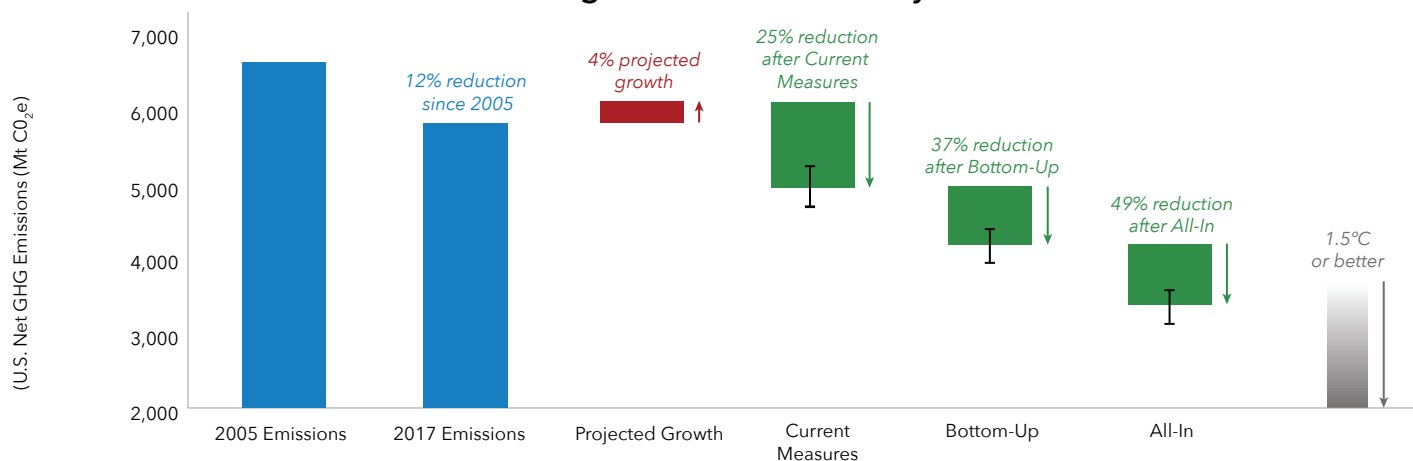 (U.S. Net GHG Emissions (Mt C0₂e)
7,000
6,000
5,000
4,000
3,000
2,000
12% reduction
since 2005
4% projected
growth
25% reduction
after Current
Measures
37% reduction
after Bottom-Up
49% reduction
after All-In
1.5°C
or better
2005 Emissions
2017 Emissions
Projected Growth
Current
Measures
Bottom-Up
All-In